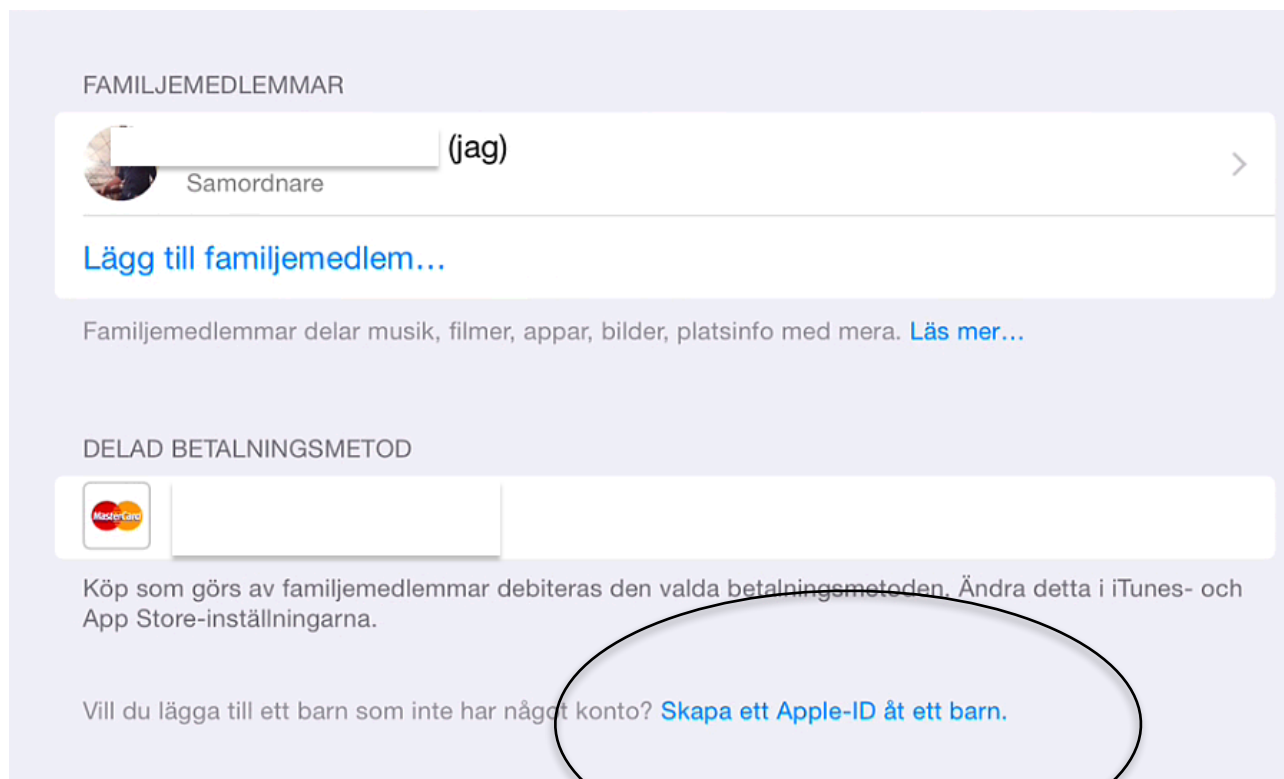 FAMILJEMEDLEMMAR
(jag)
Samordnare
Lägg till familjemedlem...
Familjemedlemmar delar musik, filmer, appar, bilder, platsinfo med mera. Läs mer...
DELAD BETALNINGSMETOD
MasterCard
Köp som görs av familjemedlemmar debiteras den valda betalningsmetoden. Ändra detta i iTunes- och
App Store-inställningarna.
Vill du lägga till ett barn som inte har något konto? Skapa ett Apple-ID åt ett barn.